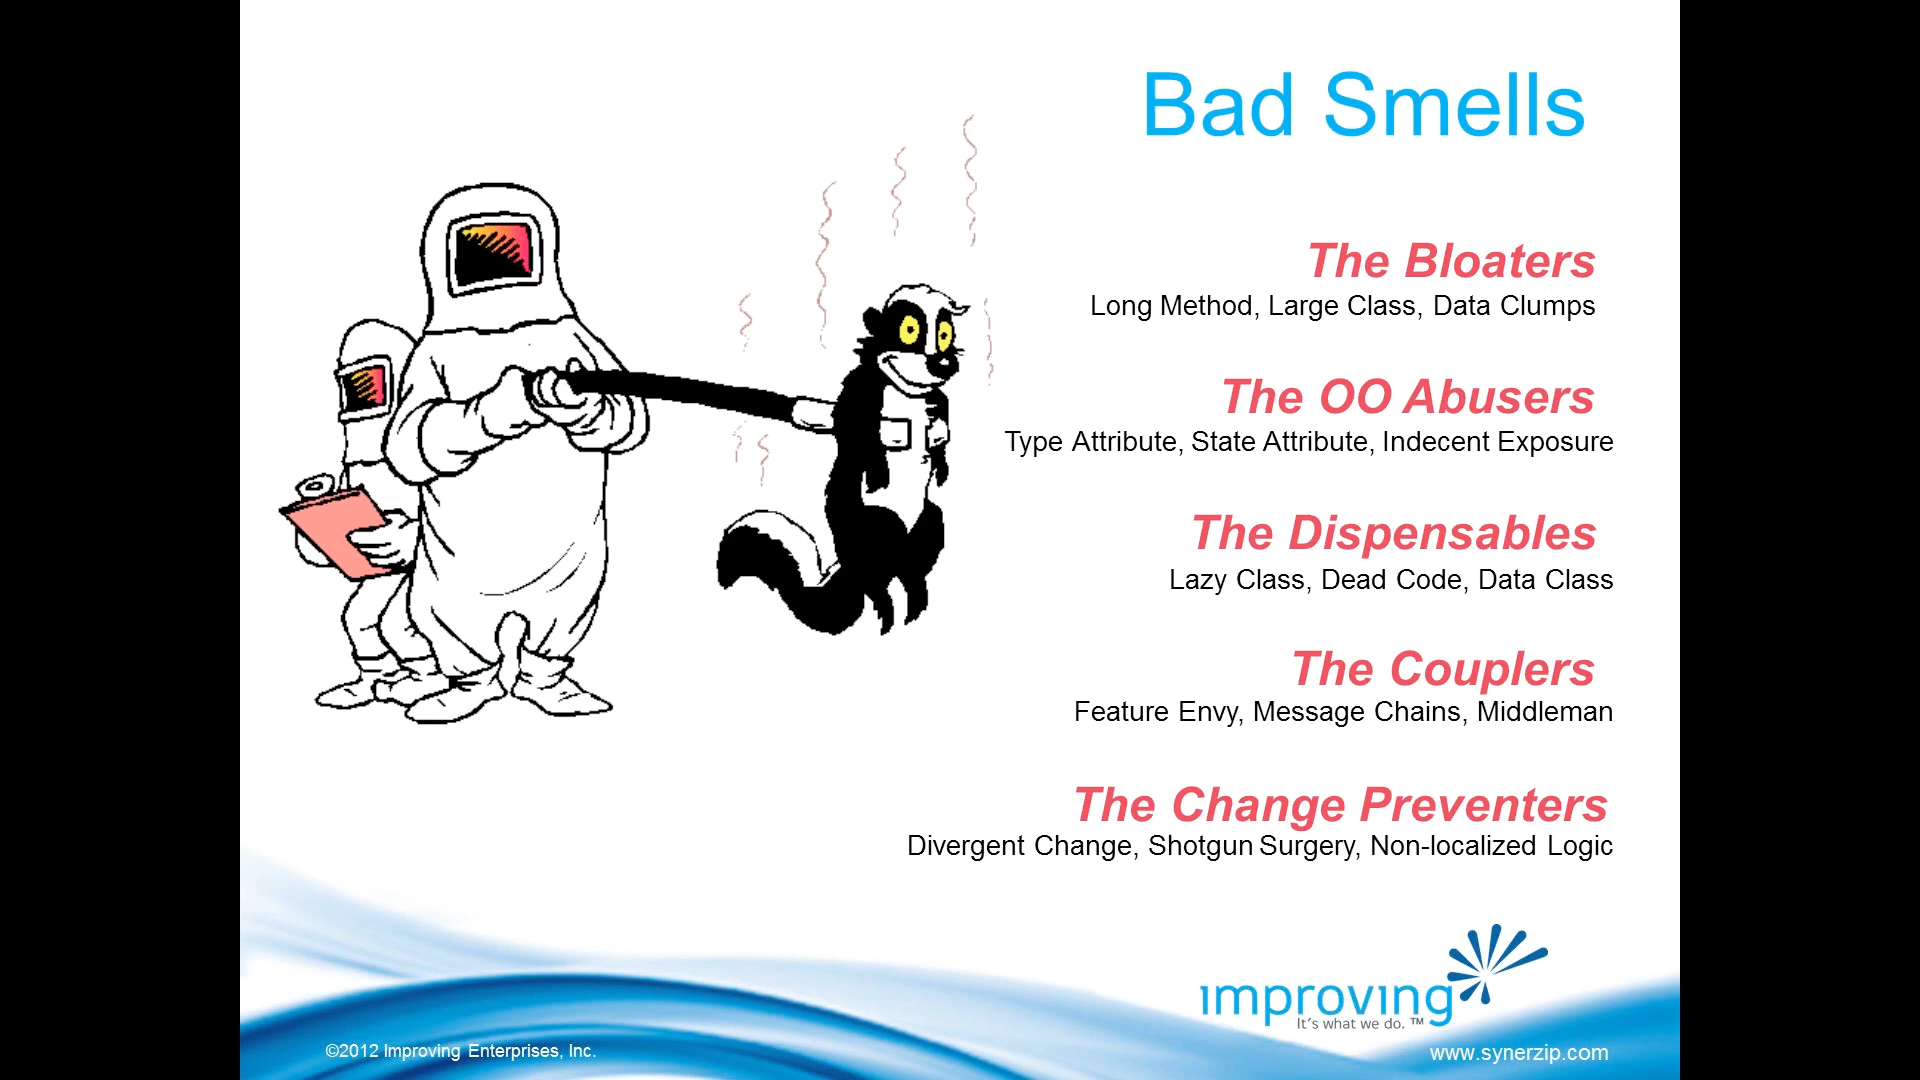 Bad Smells
The Bloaters
Long Method, Large Class, Data Clumps
The OO Abusers
Type Attribute, State Attribute, Indecent Exposure
The Dispensables
Lazy Class, Dead Code, Data Class
The Couplers
Feature Envy, Message Chains, Middleman
The Change Preventers
Divergent Change, Shotgun Surgery, Non-localized Logic
improving
It's what we do. ™
©2012 Improving Enterprises, Inc.
www.synerzip.com